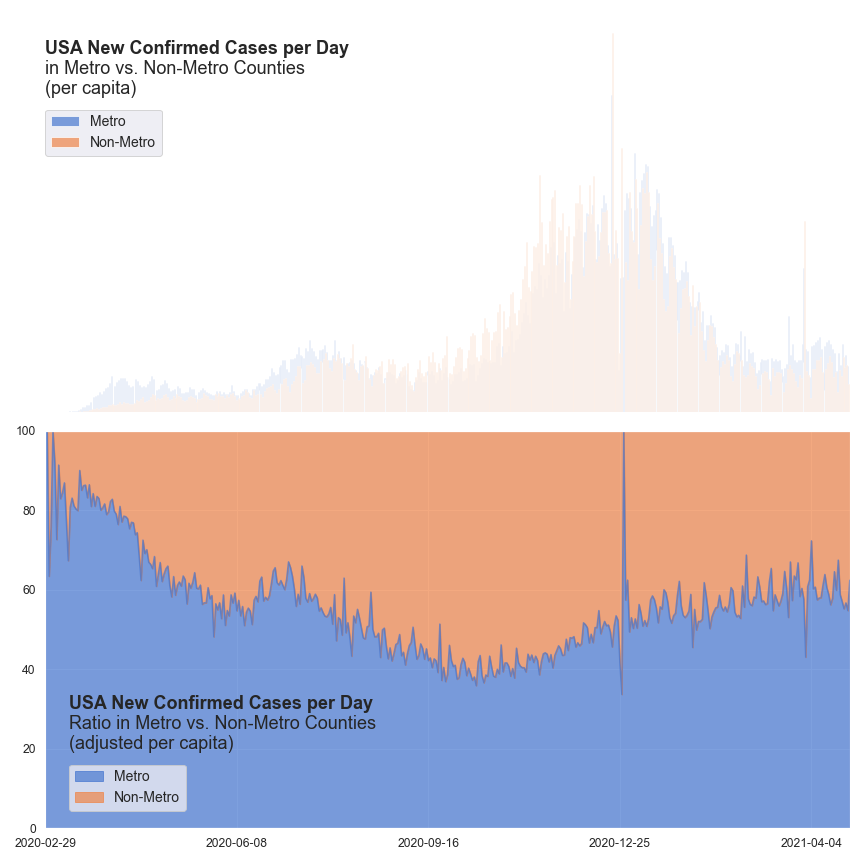 USA New Confirmed Cases per Day
in Metro vs. Non-Metro Counties
(per capita)
Metro
Non-Metro
100
80
60
40
20
0
USA New Confirmed Cases per Day
Ratio in Metro vs. Non-Metro Counties
(adjusted per capita)
Metro
Non-Metro
2020-02-29
2020-06-08
2020-09-16
2020-12-25
2021-04-04